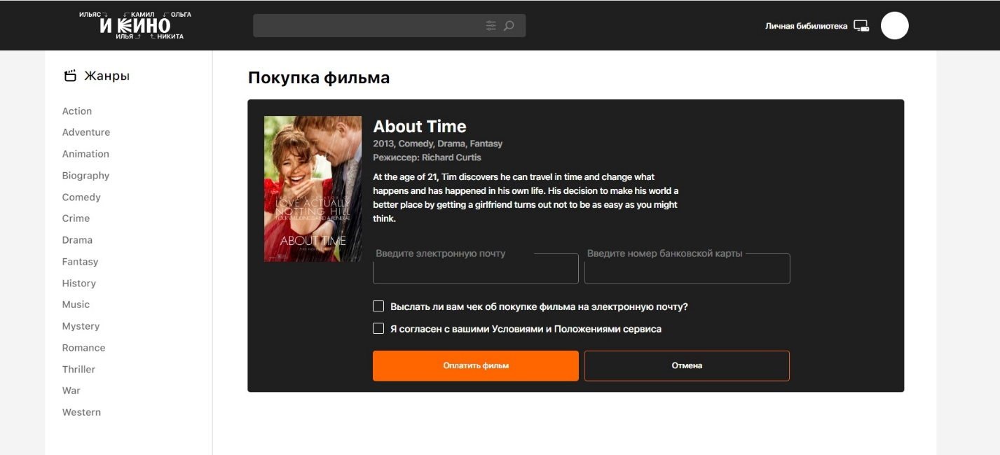 ИЛЬЯС КАМИЛ ОЛЬГА
И КИНО
ИЛЬЯ НИКИТА
Личная бибилиотека
Жанры
Action
Adventure
Animation
Biography
Comedy
Crime
Drama
Fantasy
History
Music
Mystery
Romance
Thriller
War
Western
Покупка фильма
LOVE ACTUALLY
NOTTING HILL
FOUR WEDDINGS AND A FUNERAL
ABOUT TIME
About Time
2013, Comedy, Drama, Fantasy
Режиссер: Richard Curtis
At the age of 21, Tim discovers he can travel in time and change what
happens and has happened in his own life. His decision to make his world a
better place by getting a girlfriend turns out not to be as easy as you might
think.
Введите электронную почту
Введите номер банковской карты
Выслать ли вам чек об покупке фильма на электронную почту?
Я согласен с вашими Условиями и Положениями сервиса
Оплатить фильм
Отмена